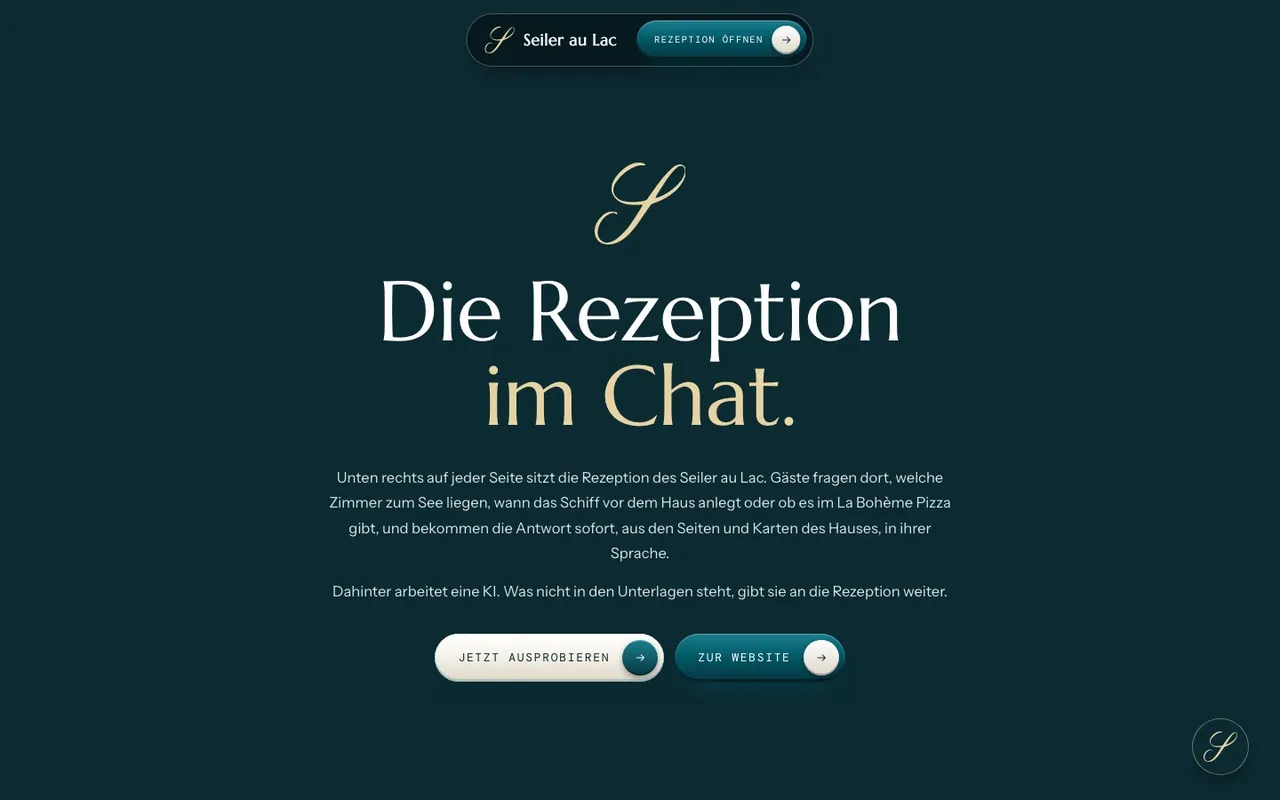 Seiler au Lac
REZEPTION ÖFFNEN
S
Die Rezeption
im Chat.
Unten rechts auf jeder Seite sitzt die Rezeption des Seiler au Lac. Gäste fragen dort, welche
Zimmer zum See liegen, wann das Schiff vor dem Haus anlegt oder ob es im La Bohème Pizza
gibt, und bekommen die Antwort sofort, aus den Seiten und Karten des Hauses, in ihrer
Sprache.
Dahinter arbeitet eine KI. Was nicht in den Unterlagen steht, gibt sie an die Rezeption weiter.
JETZT AUSPROBIEREN
ZUR WEBSITE
S